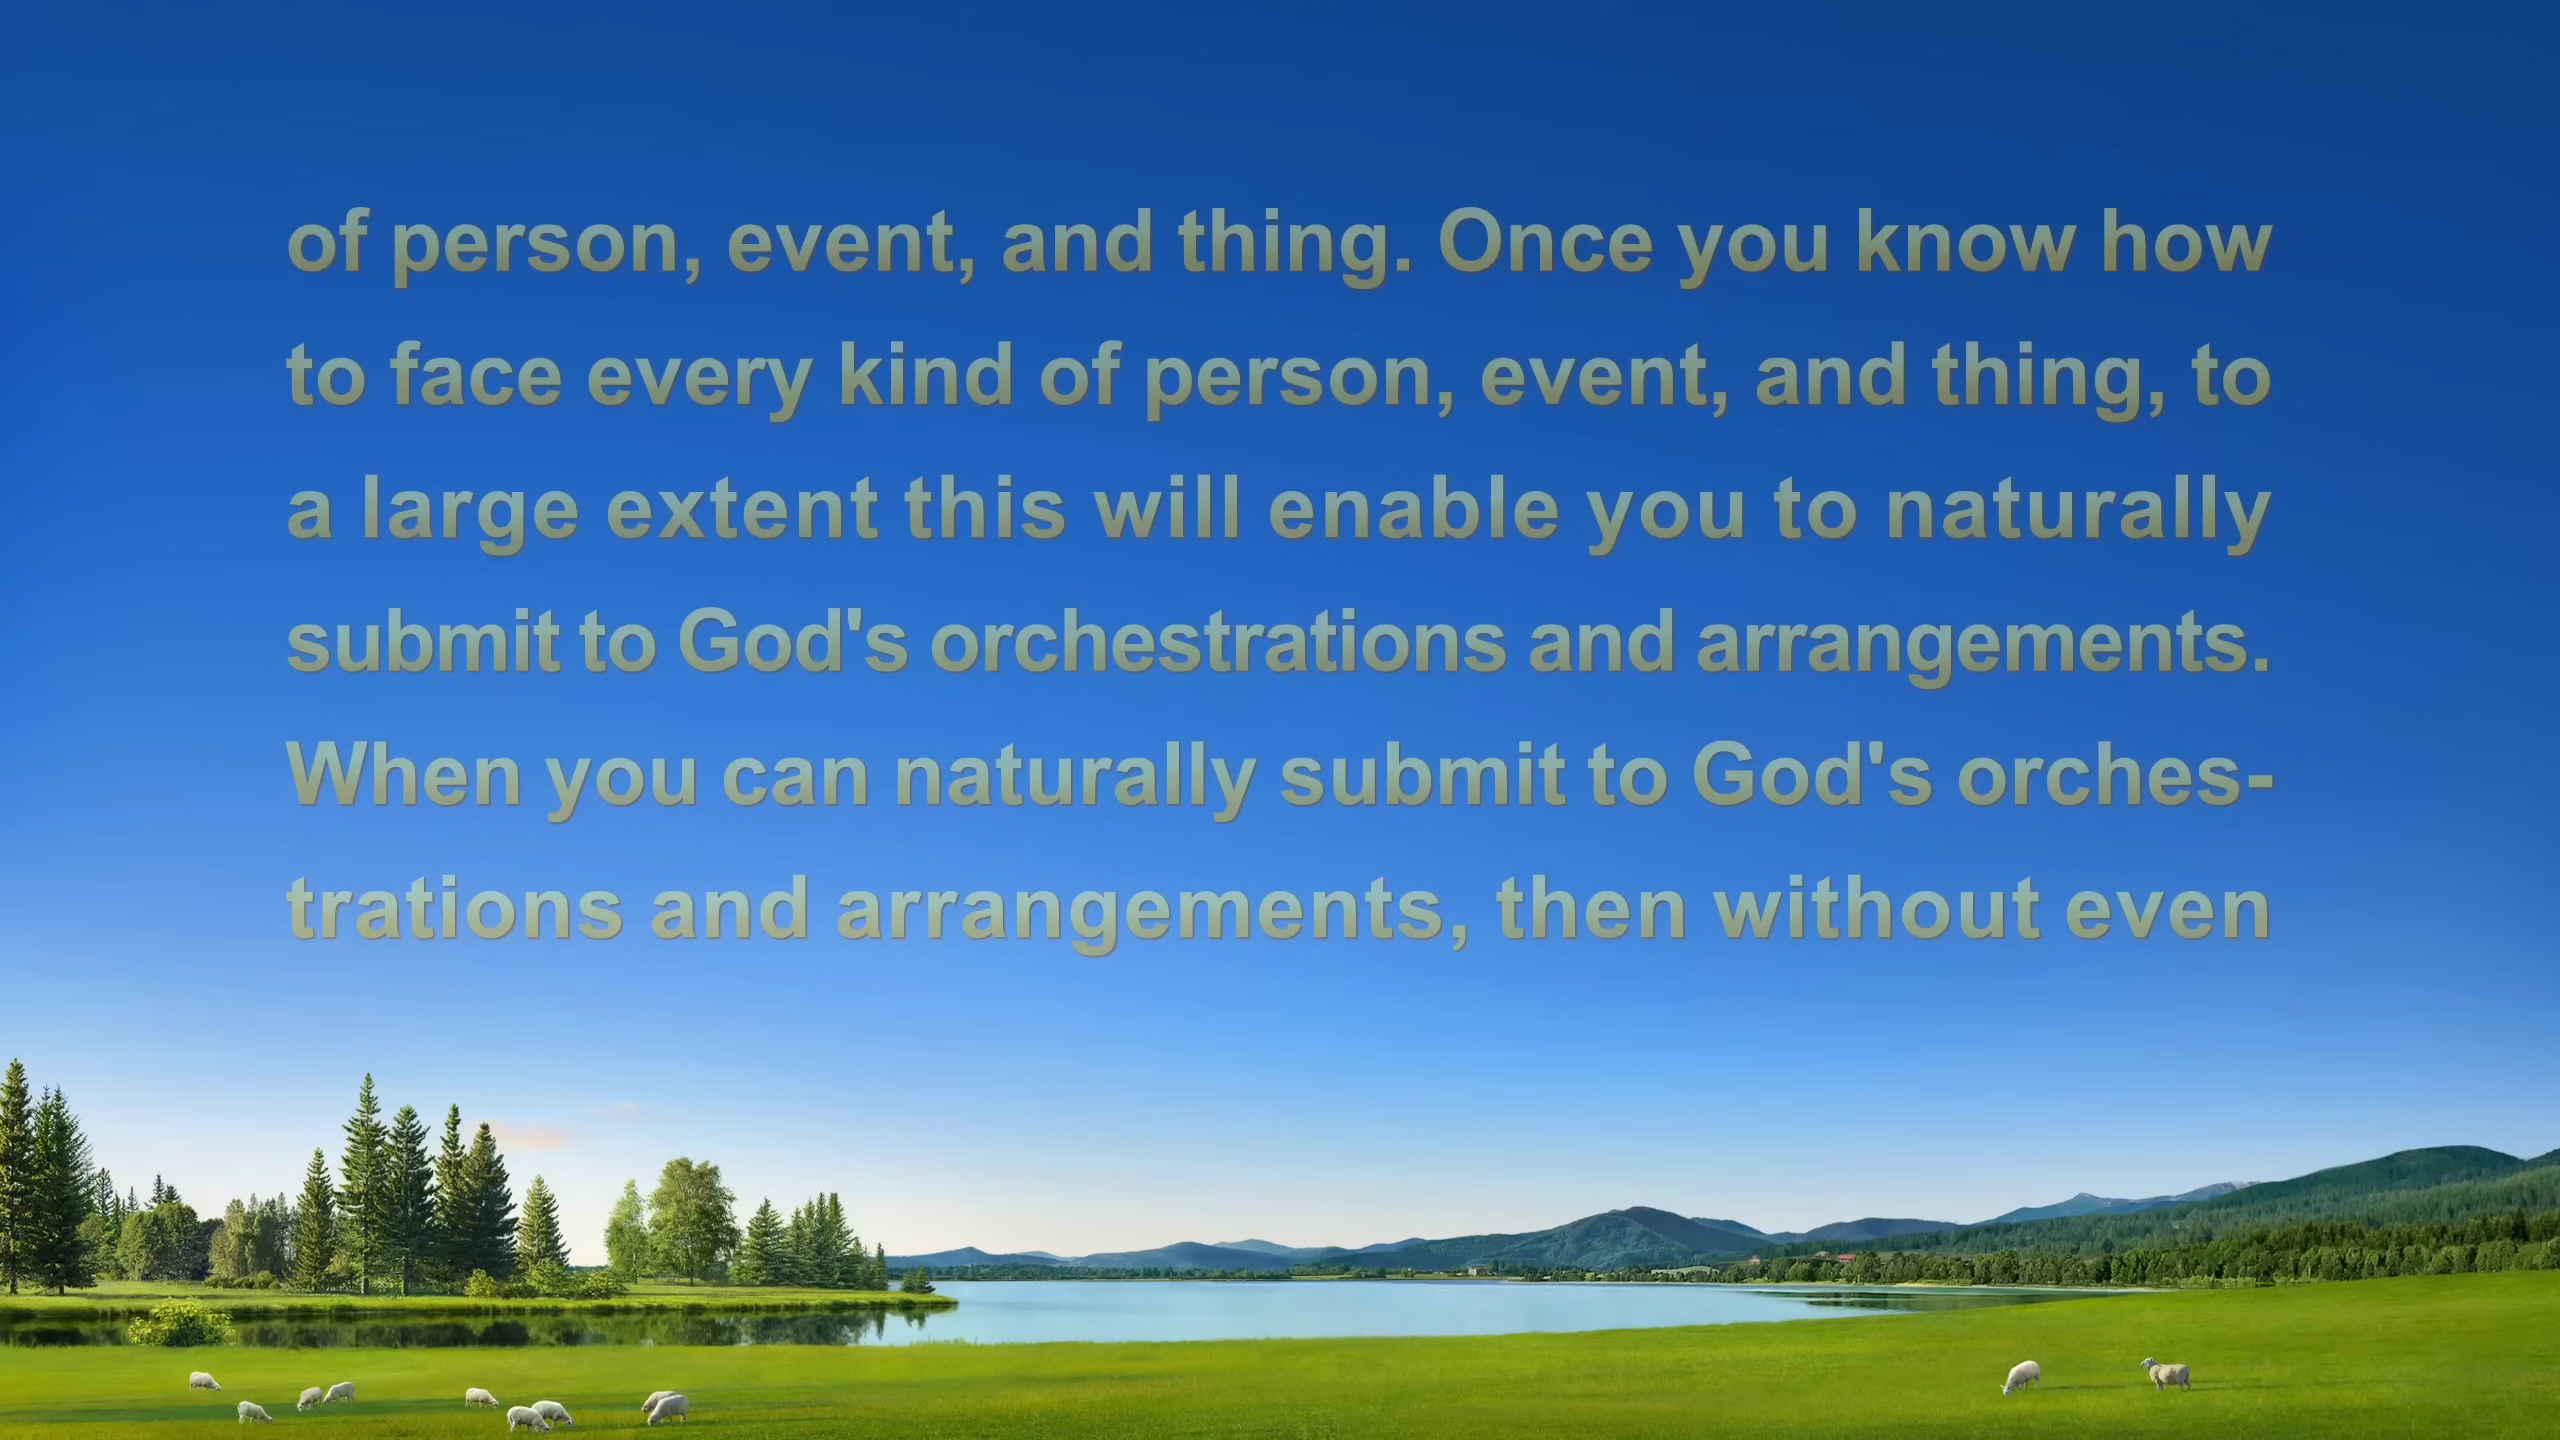 of person, event, and thing. Once you know how
to face every kind of person, event, and thing, to
a large extent this will enable you to naturally
submit to God's orchestrations and arrangements.
When you can naturally submit to God's orches-
trations and arrangements, then without even